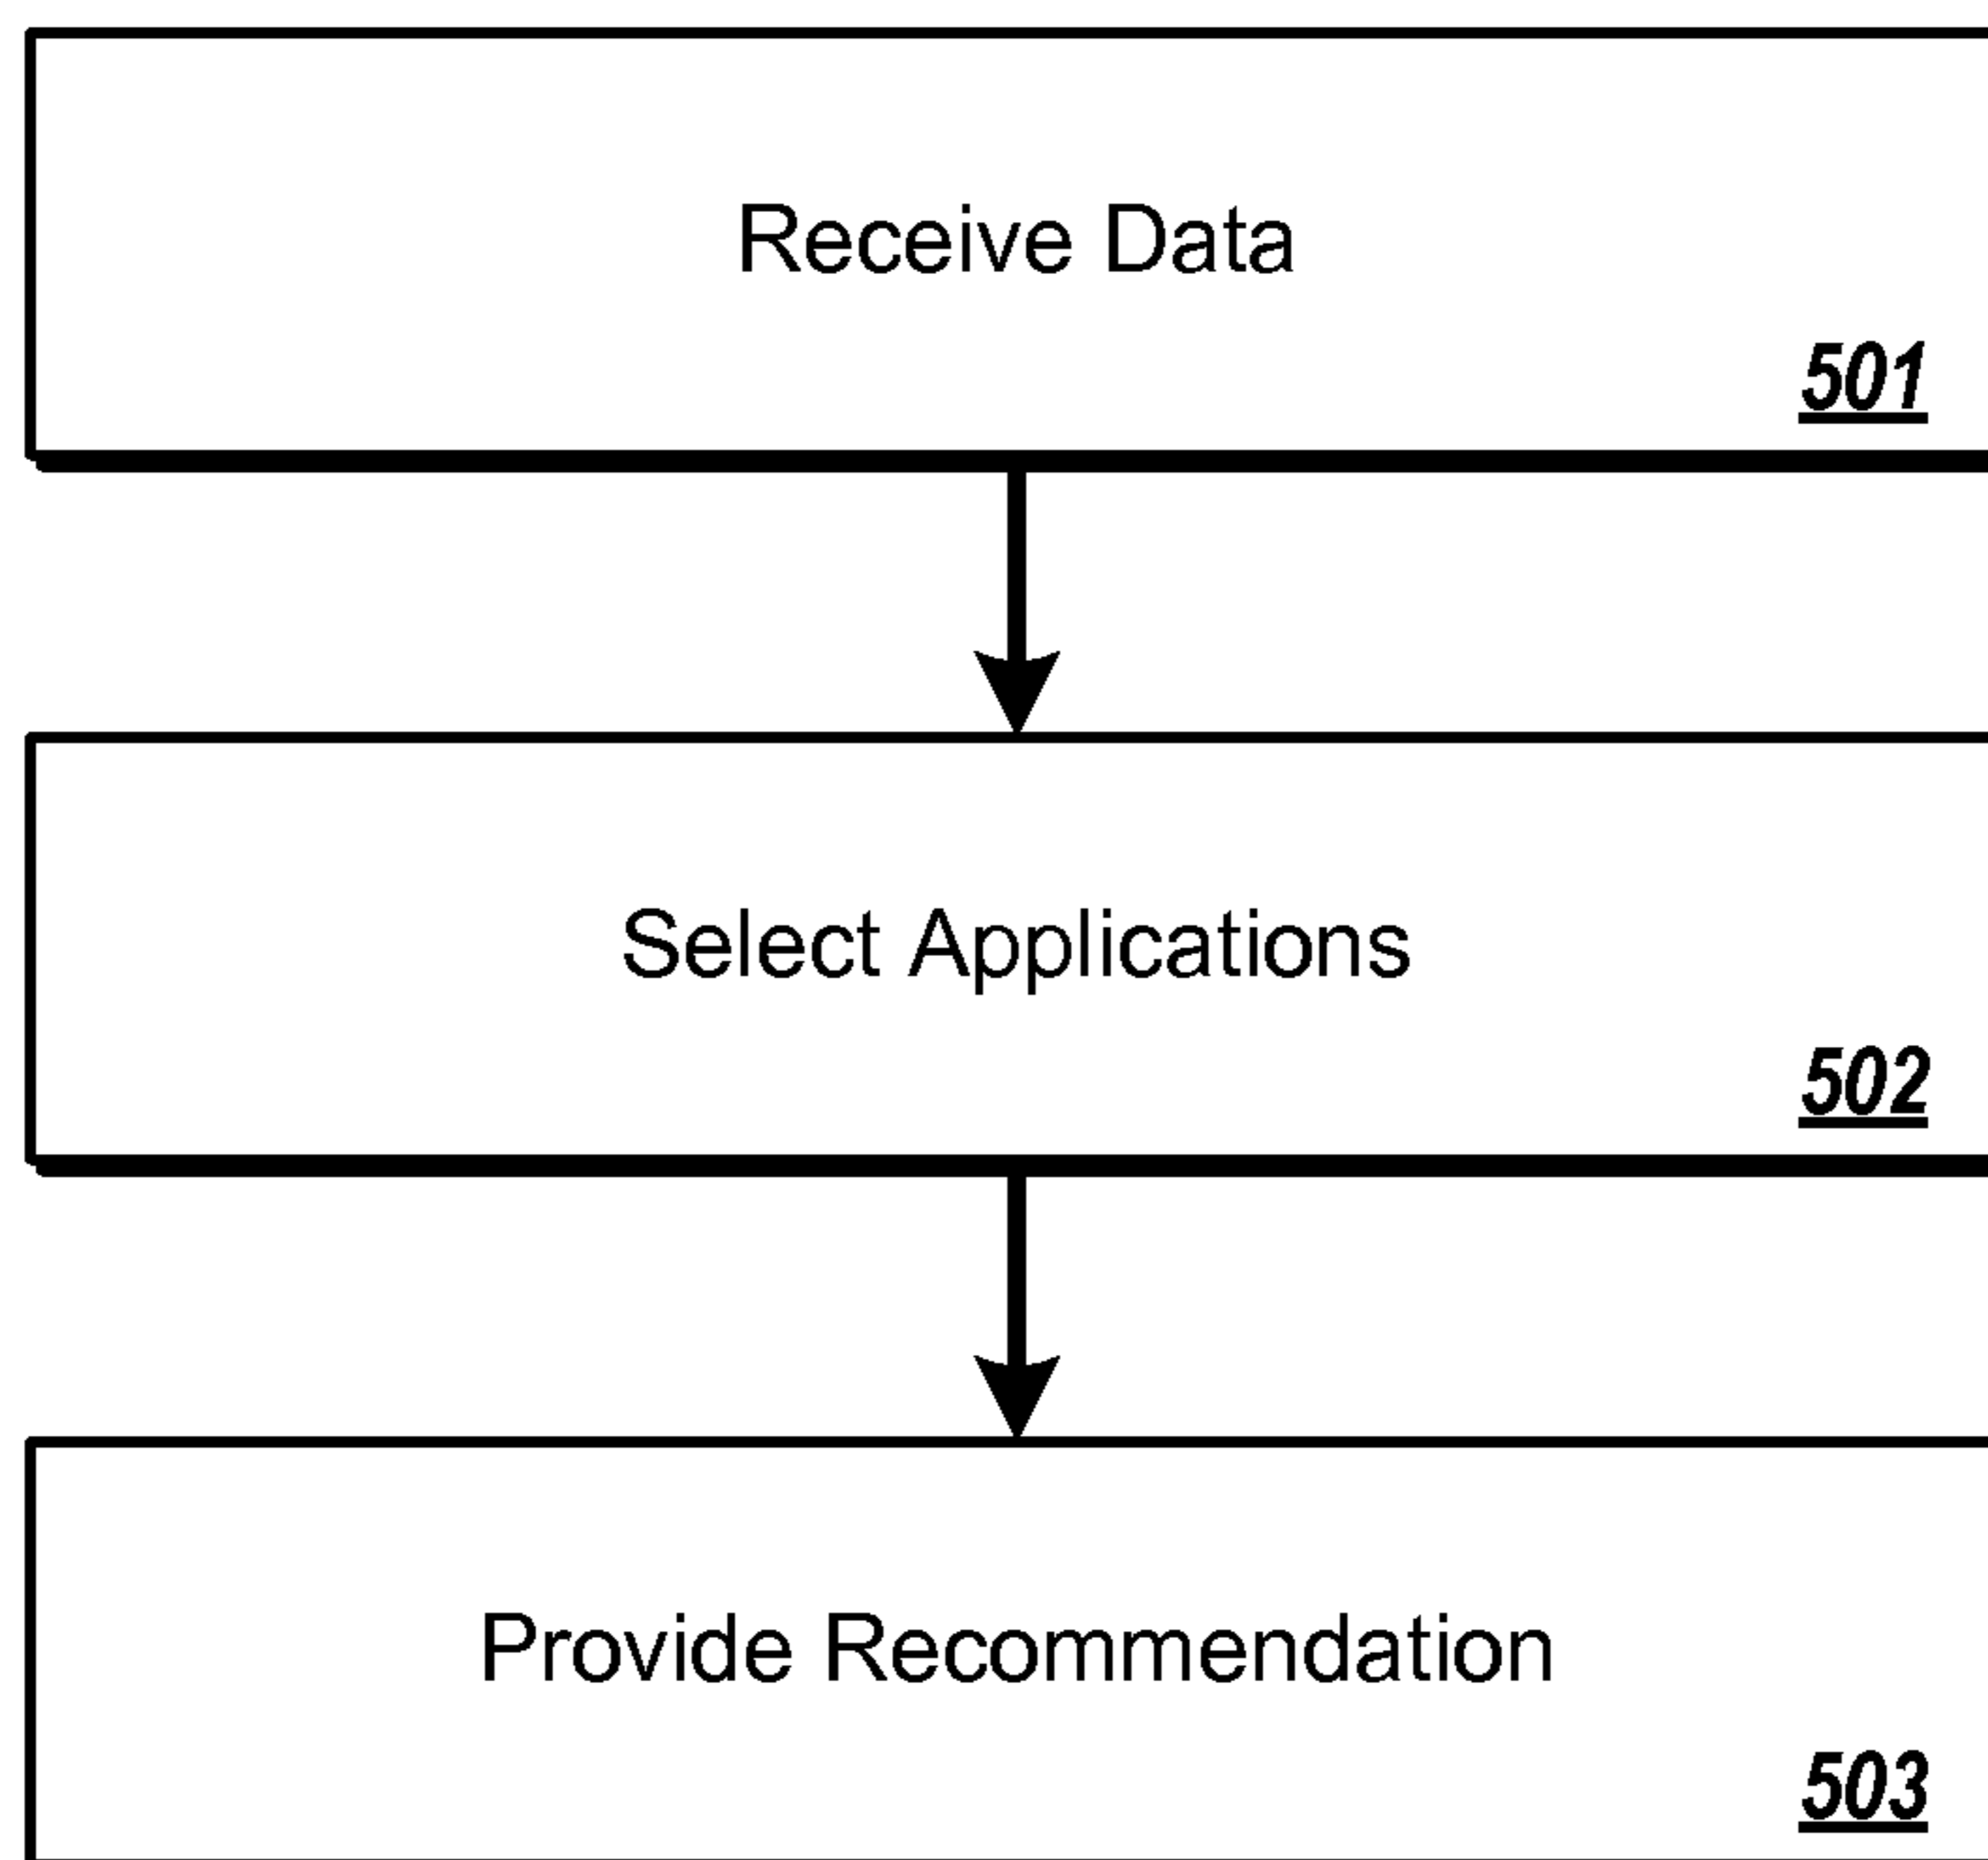 Receive Data
501
Select Applications
502
Provide Recommendation
503